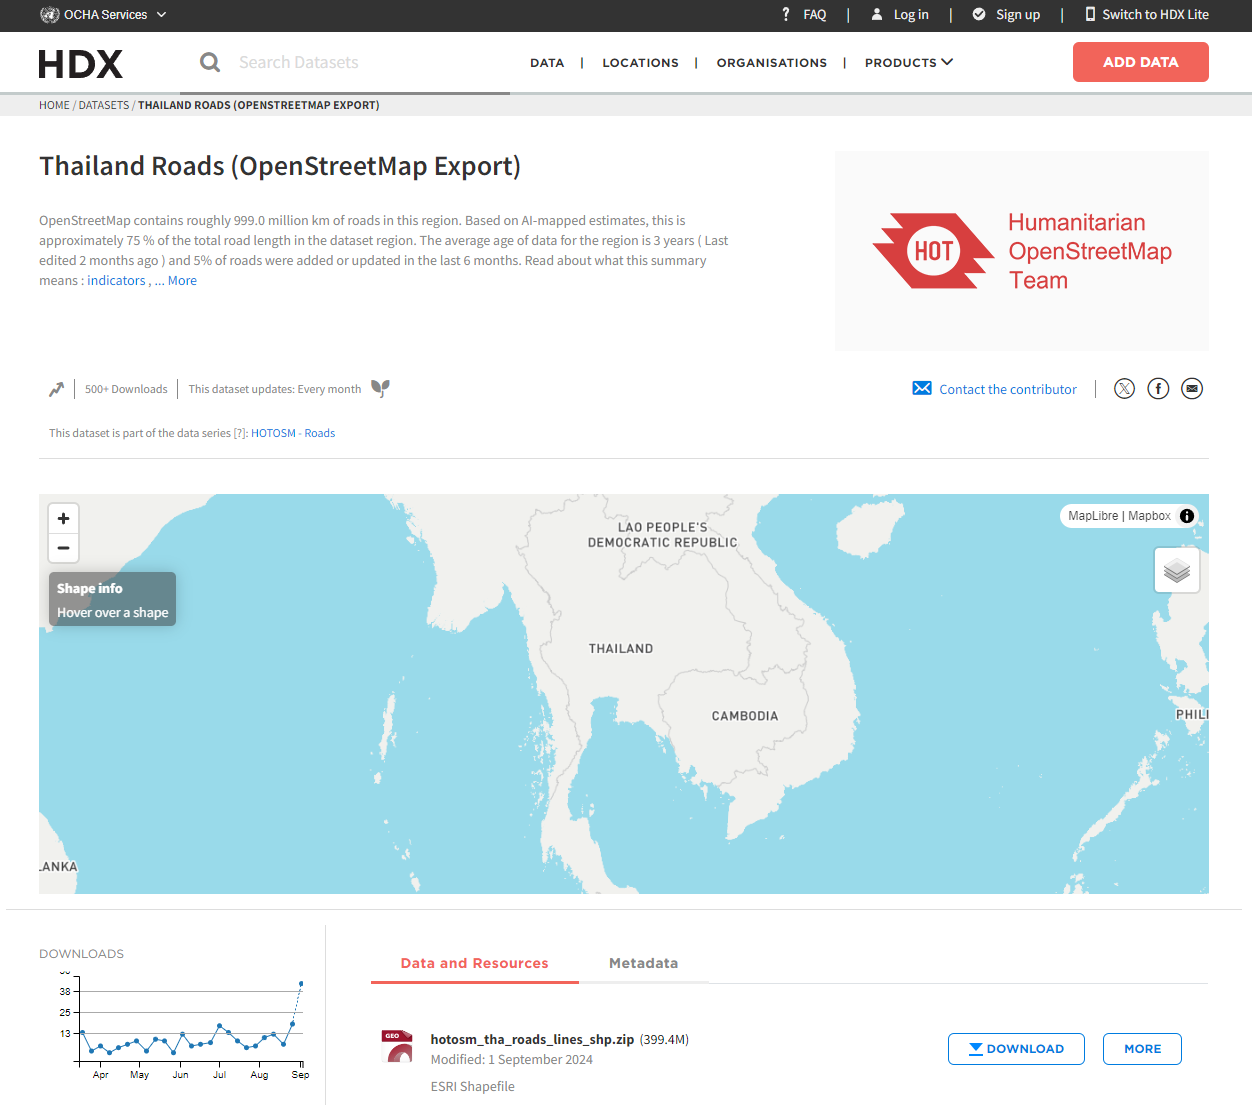 OCHA Services
FAQ | Log in | Sign up | Switch to HDX Lite
HDX
Search Datasets
DATA | LOCATIONS | ORGANISATIONS | PRODUCTS
ADD DATA
HOME / DATASETS / THAILAND ROADS (OPENSTREETMAP EXPORT)
Thailand Roads (OpenStreetMap Export)
OpenStreetMap contains roughly 999.0 million km of roads in this region. Based on AI-mapped estimates, this is
approximately 75 % of the total road length in the dataset region. The average age of data for the region is 3 years ( Last
edited 2 months ago ) and 5% of roads were added or updated in the last 6 months. Read about what this summary
means : indicators , ... More
HOT
Humanitarian
OpenStreetMap
Team
500+ Downloads | This dataset updates: Every month
Contact the contributor
This dataset is part of the data series [?]: HOTOSM - Roads
+
−
Shape info
Hover over a shape
MapLibre | Mapbox
LAO PEOPLE'S
DEMOCRATIC REPUBLIC
THAILAND
CAMBODIA
PHILI
LANKA
DOWNLOADS
38
25
13
Apr May Jun Jul Aug Sep
Data and Resources
Metadata
GEO
hotosm_tha_roads_lines_shp.zip (399.4M)
Modified: 1 September 2024
ESRI Shapefile
DOWNLOAD
MORE